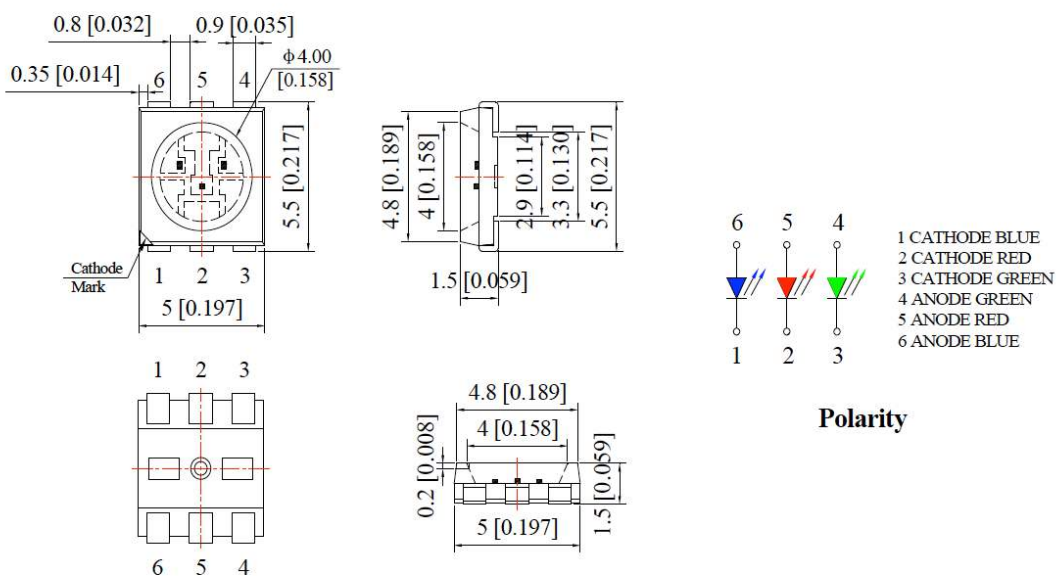 0.8 [0.032]
0.9 [0.035]
0.35 [0.014]
6
5
4
ϕ4.00
[0.158]
5.5 [0.217]
Cathode
Mark
1
2
3
5 [0.197]
4.8 [0.189]
4 [0.158]
2.9 [0.114]
3.3 [0.130]
5.5 [0.217]
1.5 [0.059]
6 5 4
1 2 3
1 CATHODE BLUE
2 CATHODE RED
3 CATHODE GREEN
4 ANODE GREEN
5 ANODE RED
6 ANODE BLUE
Polarity
1 2 3
6 5 4
4.8 [0.189]
4 [0.158]
0.2 [0.008]
1.5 [0.059]
5 [0.197]